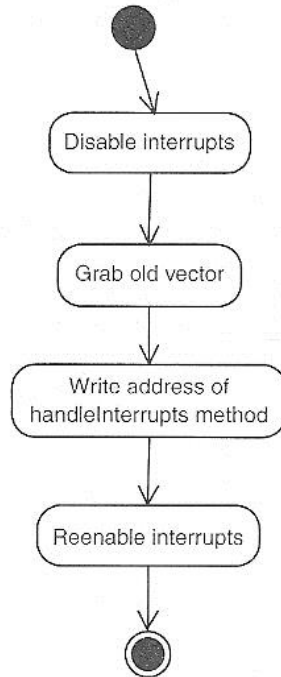 Disable interrupts
Grab old vector
Write address of
handleInterrupts method
Reenable interrupts